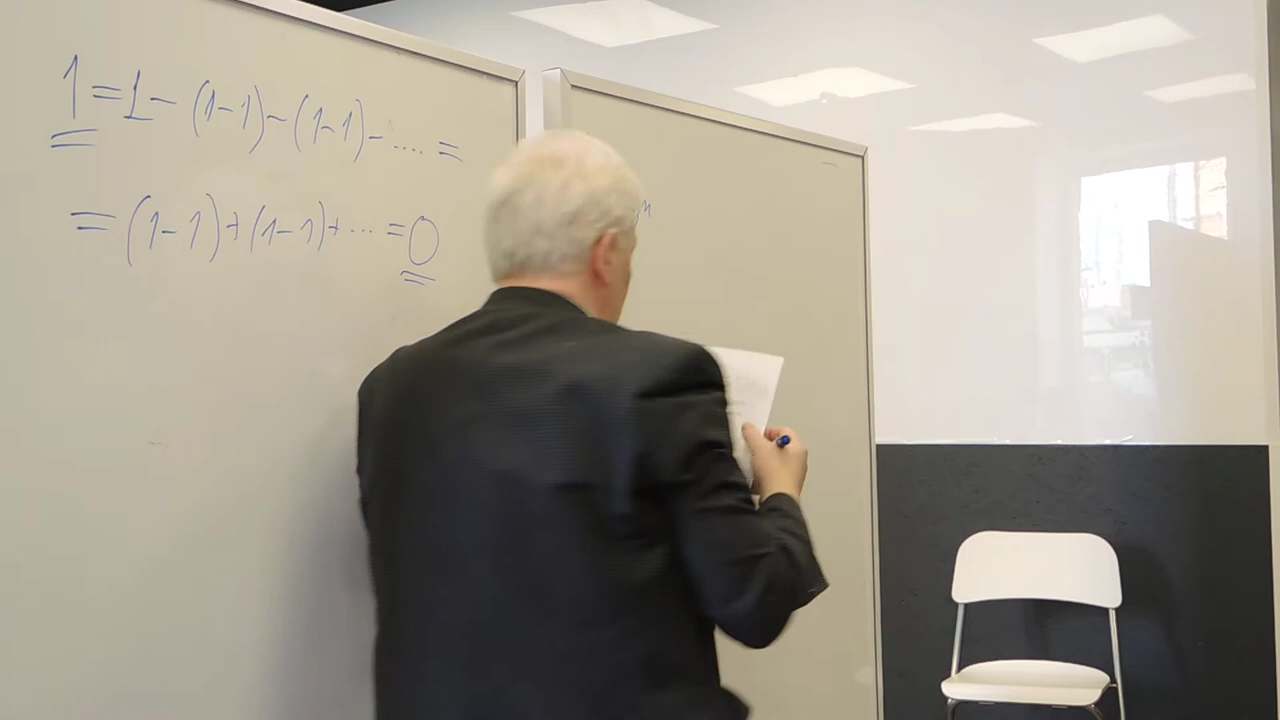 1 = 1 - (1-1) - (1-1) - .... =
= (1-1) + (1-1) + ... = 0